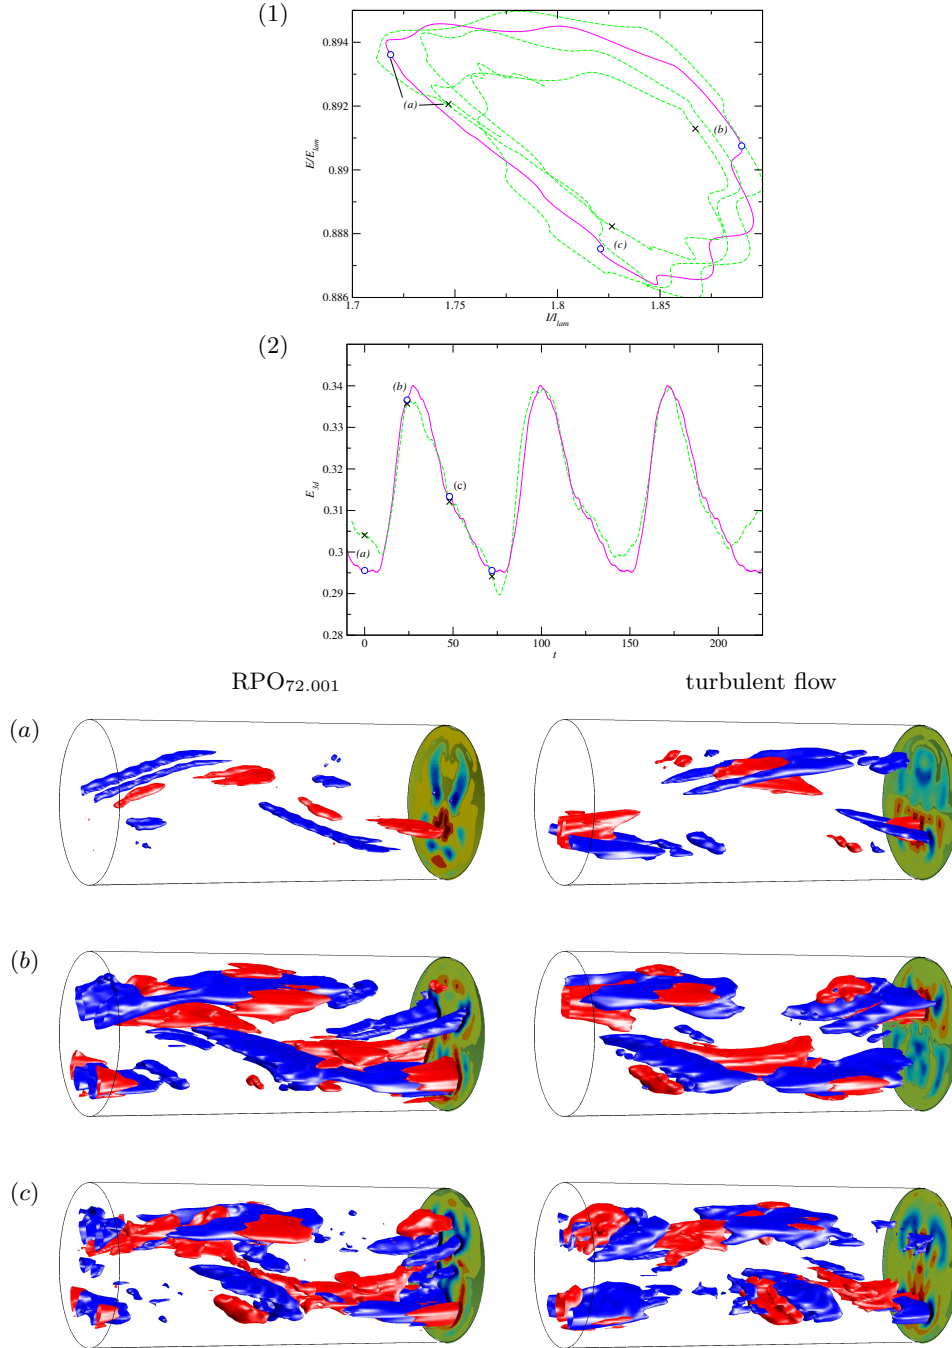 (1)
0.894
0.892
0.89
0.888
0.886
E/E_lam
(a)
(b)
(c)
1.7
1.75
1.8
1.85
I/I_lam
(2)
0.34
0.33
0.32
0.31
0.3
0.29
0.28
E_3d
(b)
(c)
(a)
0
50
100
150
200
t
RPO72.001
turbulent flow
(a)
(b)
(c)